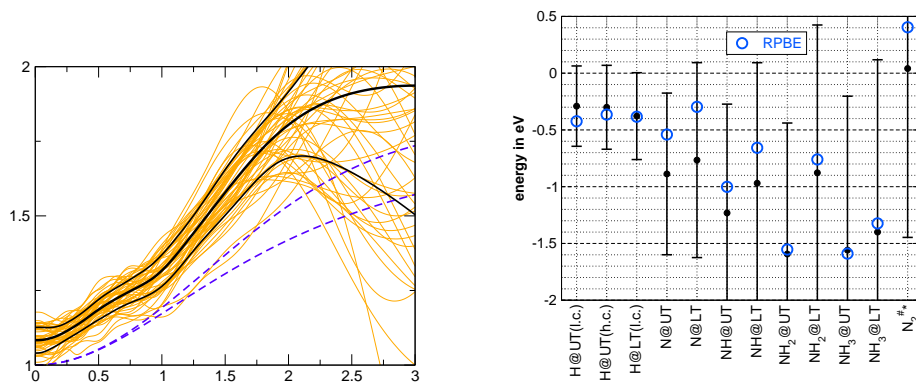 2
1.5
1
0
0.5
1
1.5
2
2.5
3
energy in eV
0.5
0
-0.5
-1
-1.5
-2
RPBE
H@UT(l.c.)
H@UT(h.c.)
H@LT(l.c.)
N@UT
N@LT
NH@UT
NH@LT
NH2@UT
NH2@LT
NH3@UT
NH3@LT
N2#*